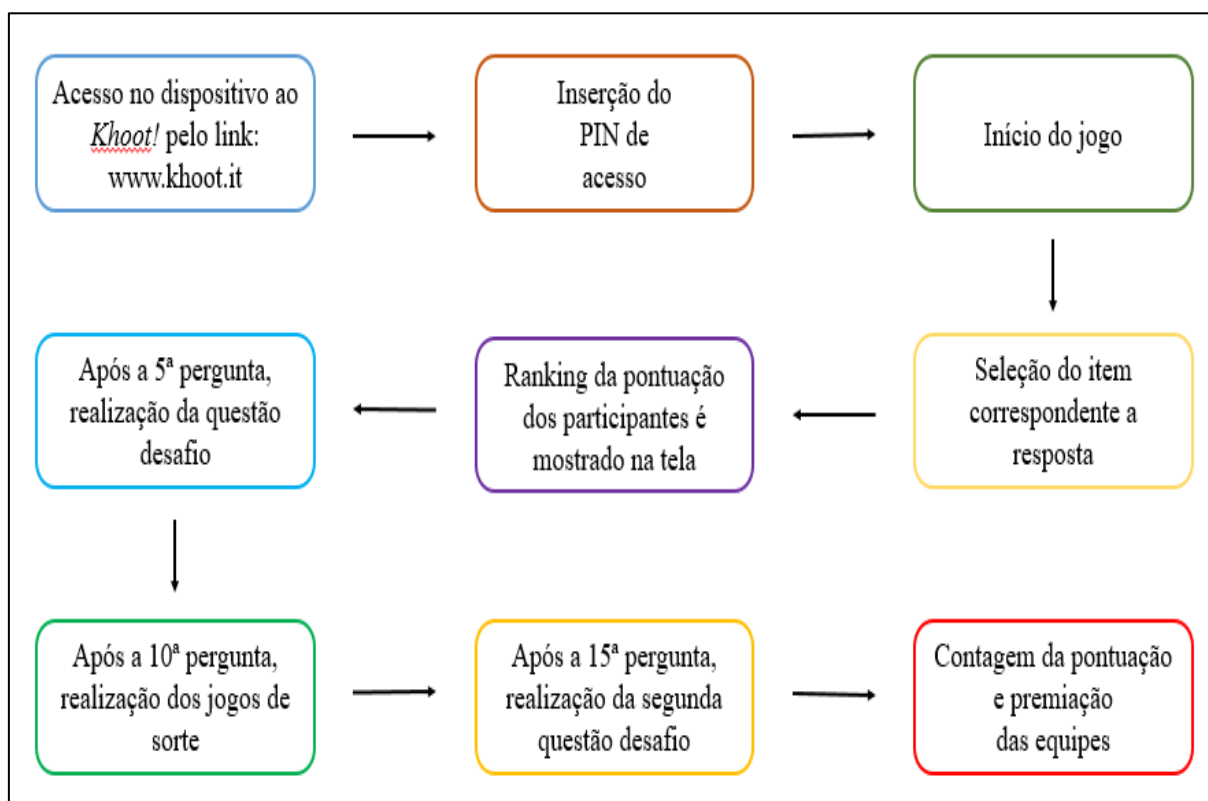 Acesso no dispositivo ao
Khoot! pelo link:
www.khoot.it
Inserção do
PIN de
acesso
Início do jogo
Seleção do item
correspondente a
resposta
Ranking da pontuação
dos participantes é
mostrado na tela
Após a 5ª pergunta,
realização da questão
desafio
Após a 10ª pergunta,
realização dos jogos de
sorte
Após a 15ª pergunta,
realização da segunda
questão desafio
Contagem da pontuação
e premiação
das equipes